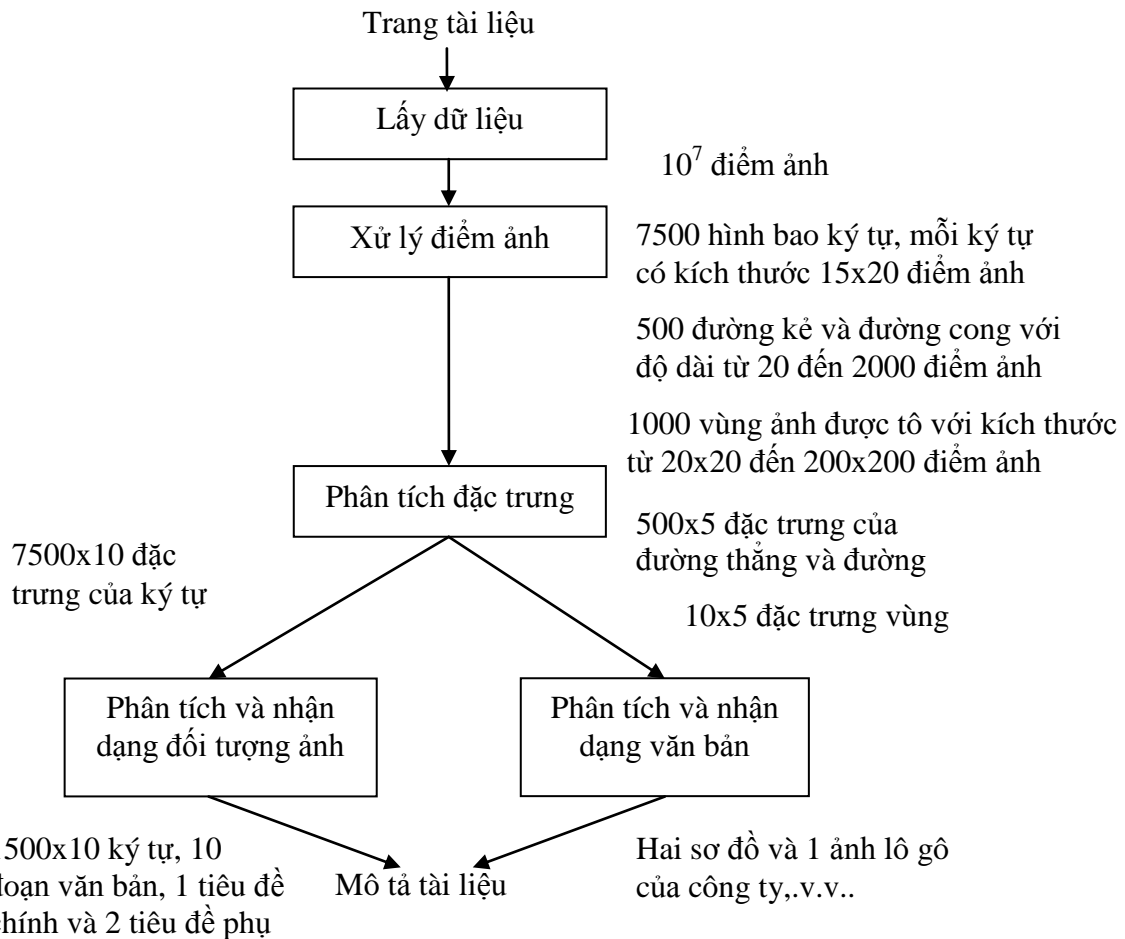 Trang tài liệu
Lấy dữ liệu
10⁷ điểm ảnh
Xử lý điểm ảnh
7500 hình bao ký tự, mỗi ký tự
có kích thước 15x20 điểm ảnh
500 đường kẻ và đường cong với
độ dài từ 20 đến 2000 điểm ảnh
1000 vùng ảnh được tô với kích thước
từ 20x20 đến 200x200 điểm ảnh
Phân tích đặc trưng
500x5 đặc trưng của
đường thẳng và đường
7500x10 đặc
trưng của ký tự
10x5 đặc trưng vùng
Phân tích và nhận
dạng đối tượng ảnh
Phân tích và nhận
dạng văn bản
500x10 ký tự, 10
đoạn văn bản, 1 tiêu đề
chính và 2 tiêu đề phụ
Mô tả tài liệu
Hai sơ đồ và 1 ảnh lô gô
của công ty,.v.v..